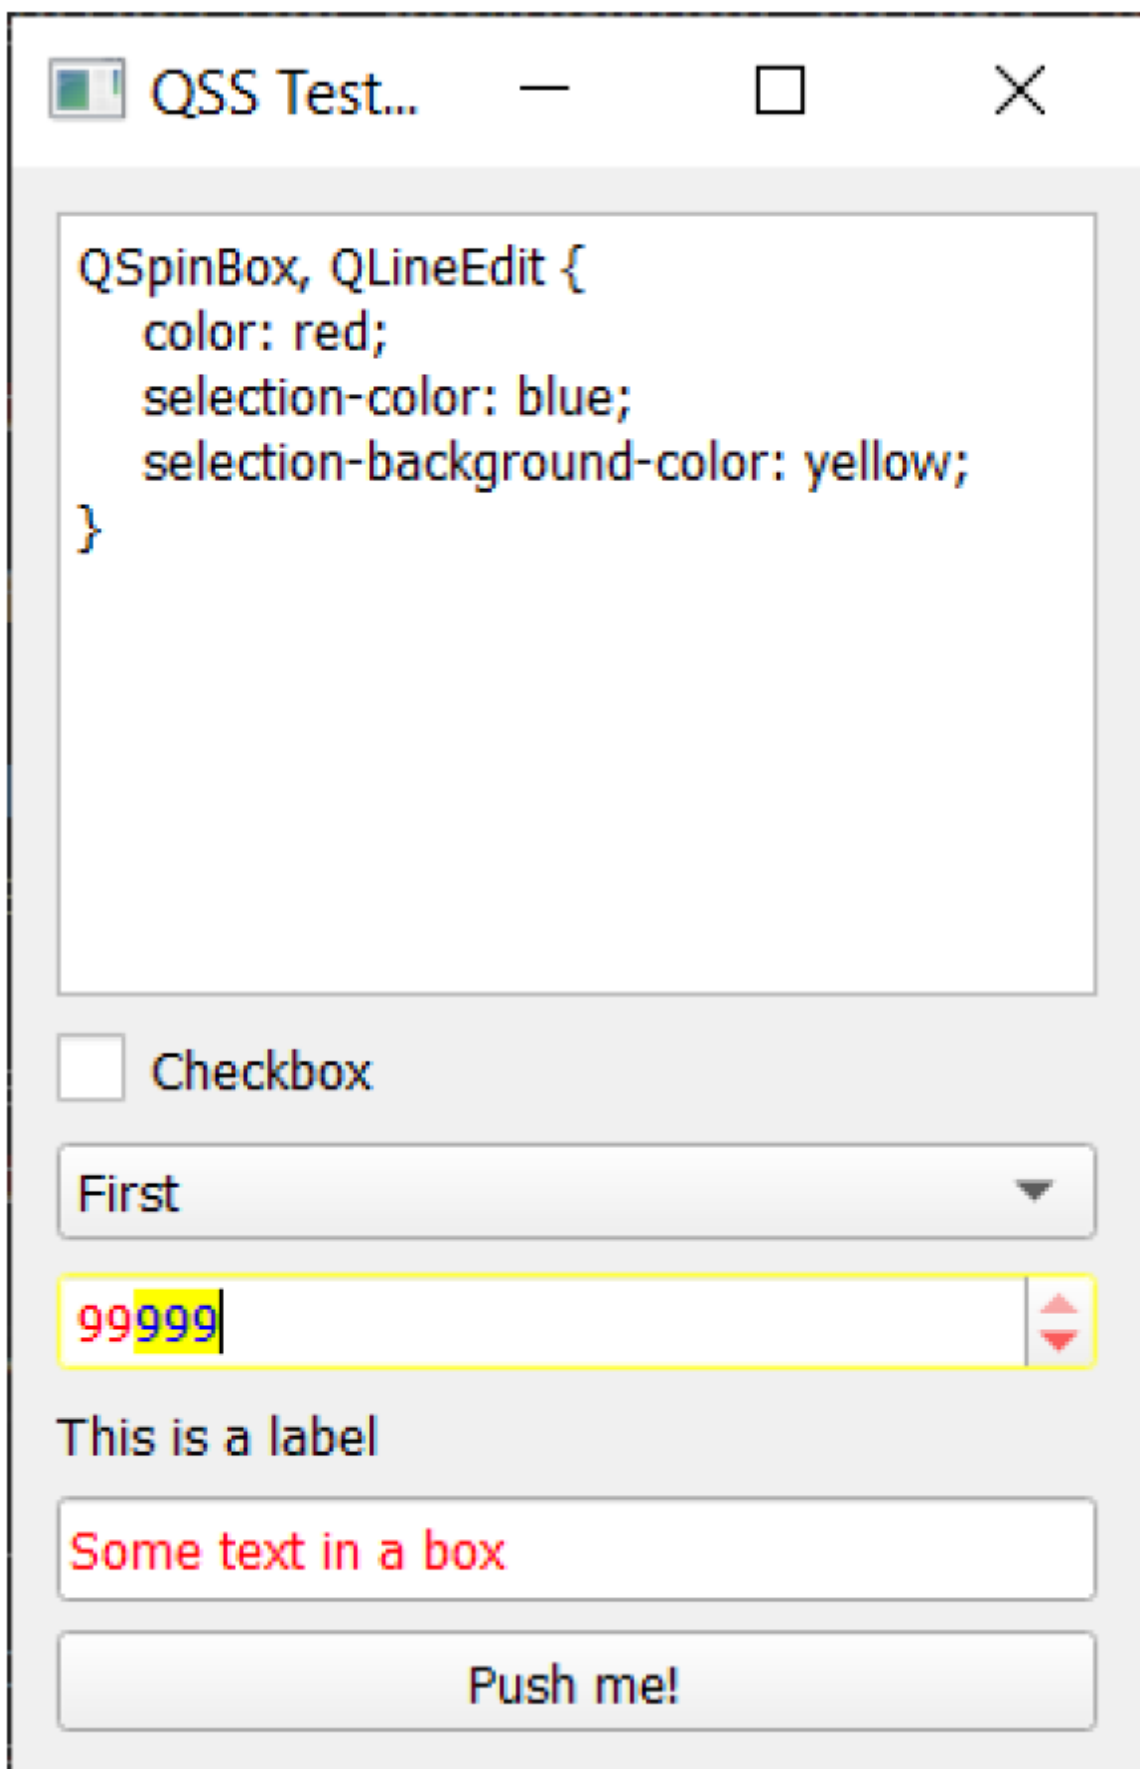 QSS Test...
QSpinBox, QLineEdit {
    color: red;
    selection-color: blue;
    selection-background-color: yellow;
}
Checkbox
First
99999
This is a label
Some text in a box
Push me!